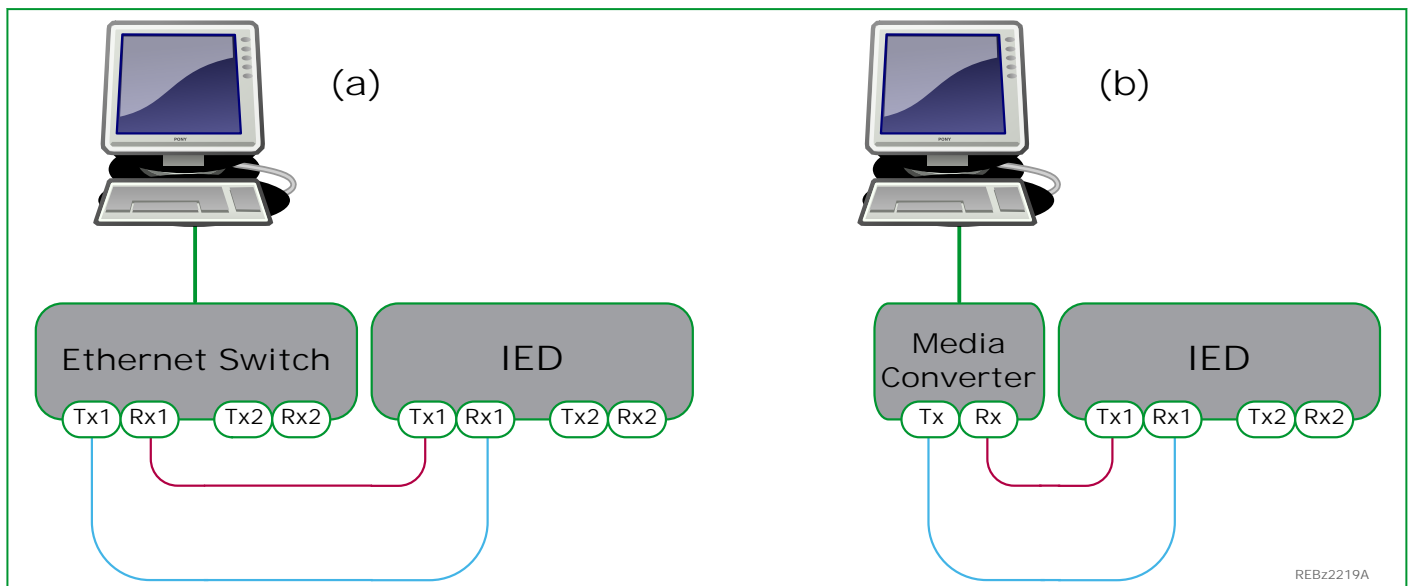 (a)
PONY
Ethernet Switch
IED
Tx1 Rx1 Tx2 Rx2
Tx1 Rx1 Tx2 Rx2
(b)
PONY
Media
Converter
IED
Tx Rx
Tx1 Rx1 Tx2 Rx2
REBz2219A